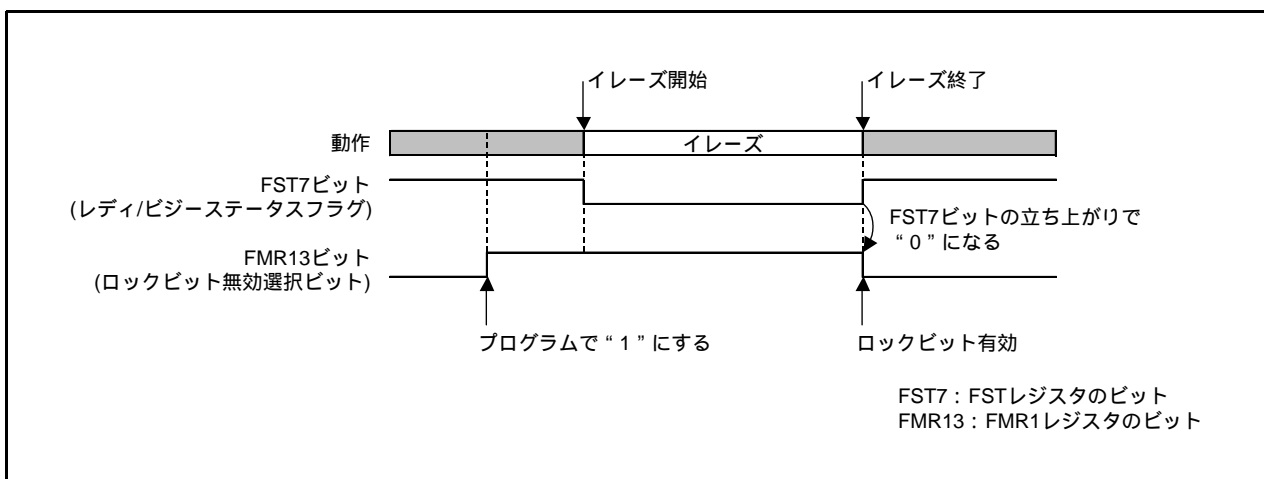 イレーズ開始
イレーズ終了
動作
イレーズ
FST7ビット
(レディ/ビジーステータスフラグ)
FST7ビットの立ち上がりで
“0”になる
FMR13ビット
(ロックビット無効選択ビット)
プログラムで“1”にする
ロックビット有効
FST7：FSTレジスタのビット
FMR13：FMR1レジスタのビット